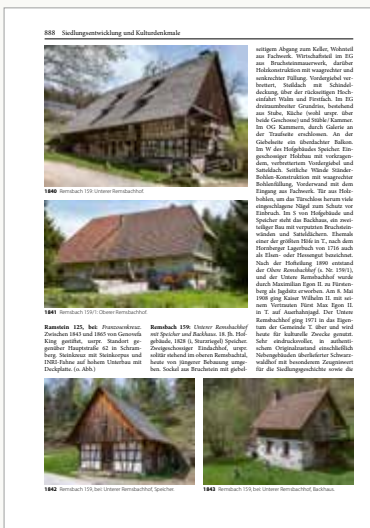 888 Siedlungsentwicklung und Kulturdenkmale
1840 Remsbach 159: Unterer Remsbachhof.
1841 Remsbach 159/1: Oberer Remsbachhof.
Ramstein 125, bei: Franzosenkreuz.
Zwischen 1843 und 1865 von Genovefa
King gestiftet, urspr. Standort ge-
genüber Hauptstraße 62 in Schram-
berg. Steinkreuz mit Steinkorpus und
INRI-Fahne auf hohem Unterbau mit
Deckplatte. (o. Abb.)
Remsbach 159: Unterer Remsbachhof
mit Speicher und Backhaus. 18. Jh. Hof-
gebäude, 1828 (i, Sturzriegel) Speicher.
Zweigeschossiger Eindachhof, urspr.
solitär stehend im oberen Remsbachtal,
heute von jüngerer Bebauung umge-
ben. Sockel aus Bruchstein mit giebel-
seitigem Abgang zum Keller, Wohnteil
aus Fachwerk. Wirtschaftsteil im EG
aus Bruchsteinmauerwerk, darüber
Holzkonstruktion mit waagrechter und
senkrechter Füllung. Vordergiebel ver-
brettert, Steildach mit Schindel-
deckung, über der rückseitigen Hoch-
einfahrt Walm und Firstfach. Im EG
dreiraumbreiter Grundriss, bestehend
aus Stube, Küche (wohl urspr. über
beide Geschosse) und Stüble/Kammer.
Im OG Kammern, durch Galerie an
der Traufseite erschlossen. An der
Giebelseite ein überdachter Balkon.
Im W des Hofgebäudes Speicher. Ein-
geschossiger Holzbau mit vorkragen-
dem, verbrettertem Vordergiebel und
Satteldach. Seitliche Wände Ständer-
Bohlen-Konstruktion mit waagrechter
Bohlenfüllung, Vorderwand mit dem
Eingang aus Fachwerk. Tür aus Holz-
bohlen, um das Türschloss herum viele
eingeschlagene Nägel zum Schutz vor
Einbruch. Im S von Hofgebäude und
Speicher steht das Backhaus, ein zwei-
teiliger Bau mit verputzten Bruchstein-
wänden und Satteldächern. Ehemals
einer der größten Höfe in T., nach dem
Hornberger Lagerbuch von 1716 auch
als Elsen- oder Hessengut bezeichnet.
Nach der Hofteilung 1890 entstand
der Obere Remsbachhof (s. Nr. 159/1),
und der Untere Remsbachhof wurde
durch Maximilian Egon II. zu Fürsten-
berg als Jagdsitz erworben. Am 8. Mai
1908 ging Kaiser Wilhelm II. mit sei-
nem Vertrauten Fürst Max Egon II.
in T. auf Auerhahnjagd. Der Untere
Remsbachhof ging 1971 in das Eigen-
tum der Gemeinde T. über und wird
heute für kulturelle Zwecke genutzt.
Sehr eindrucksvoller, in authenti-
schem Originalzustand einschließlich
Nebengebäuden überlieferter Schwarz-
waldhof mit besonderem Zeugniswert
für die Siedlungsgeschichte sowie die
1842 Remsbach 159, bei: Unterer Remsbachhof, Speicher.
1843 Remsbach 159, bei: Unterer Remsbachhof, Backhaus.